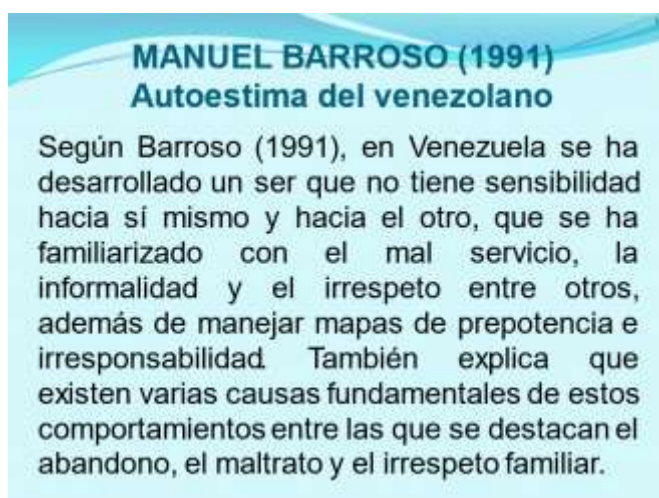 MANUEL BARROSO (1991)
Autoestima del venezolano
Según Barroso (1991), en Venezuela se ha
desarrollado un ser que no tiene sensibilidad
hacia sí mismo y hacia el otro, que se ha
familiarizado con el mal servicio, la
informalidad y el irrespeto entre otros,
además de manejar mapas de prepotencia e
irresponsabilidad. También explica que
existen varias causas fundamentales de estos
comportamientos entre las que se destacan el
abandono, el maltrato y el irrespeto familiar.